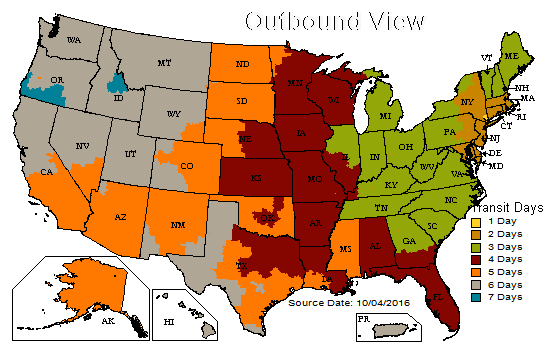 Outbound View
WA
MT
ND
MN
OR
ID
SD
WI
MI
VT
ME
NH
MA
NY
RI
CT
WY
IA
NE
PA
NJ
NV
UT
CO
KS
MO
IL
IN
OH
WV
VA
DE
MD
KY
CA
AZ
NM
OK
AR
TN
NC
SC
TX
LA
MS
AL
GA
FL
AK
HI
PR
Transit Days
1 Day
2 Days
3 Days
4 Days
5 Days
6 Days
7 Days
Source Date: 10/04/2016